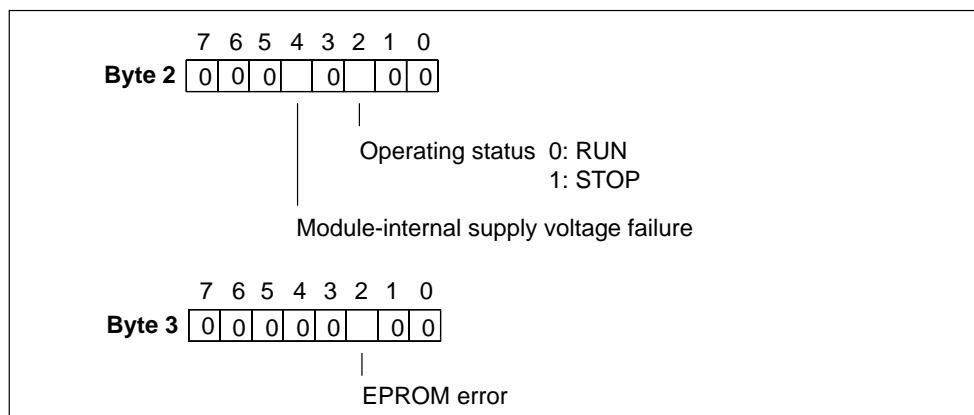 7 6 5 4 3 2 1 0
Byte 2 0 0 0 0 0 0
Operating status 0: RUN
1: STOP
Module-internal supply voltage failure
7 6 5 4 3 2 1 0
Byte 3 0 0 0 0 0 0 0
EPROM error